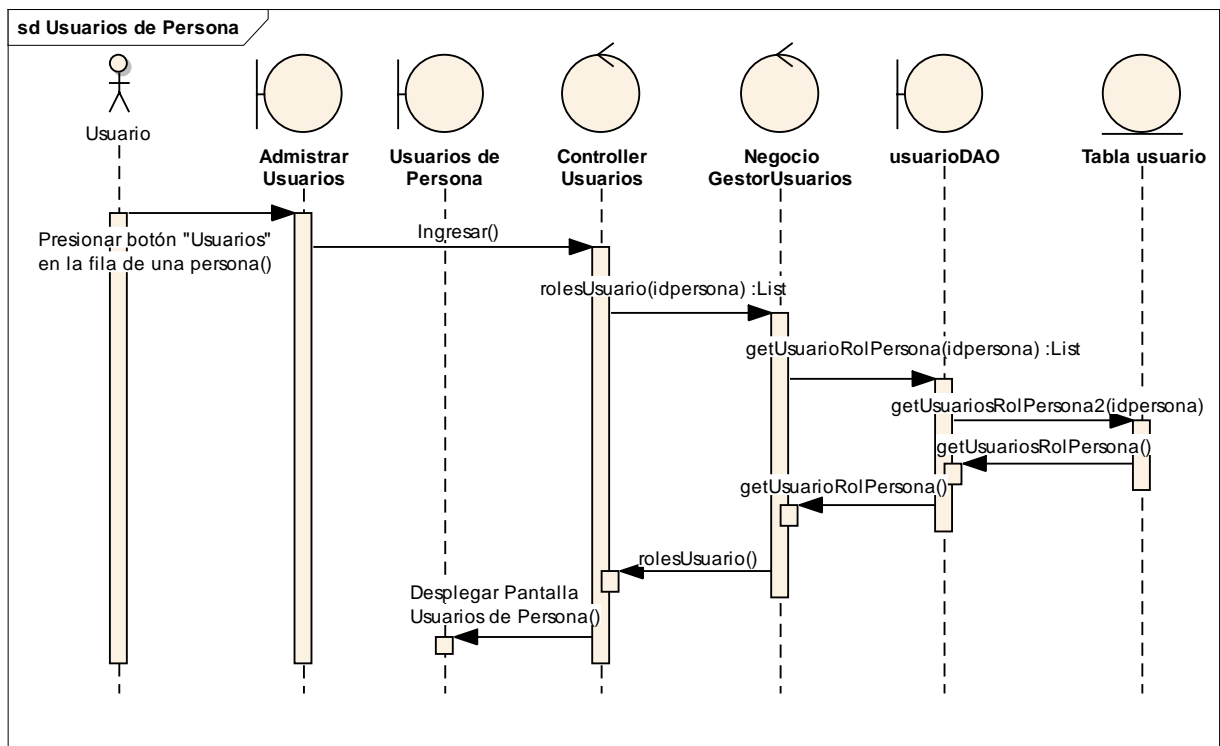 sd Usuarios de Persona
Usuario
Admistrar
Usuarios
Usuarios de
Persona
Controller
Usuarios
Negocio
GestorUsuarios
usuarioDAO
Tabla usuario
Presionar botón "Usuarios"
en la fila de una persona()
Ingresar()
rolesUsuario(idpersona) :List
getUsuarioRolPersona(idpersona) :List
getUsuariosRolPersona2(idpersona)
getUsuariosRolPersona()
getUsuarioRolPersona()
rolesUsuario()
Desplegar Pantalla
Usuarios de Persona()